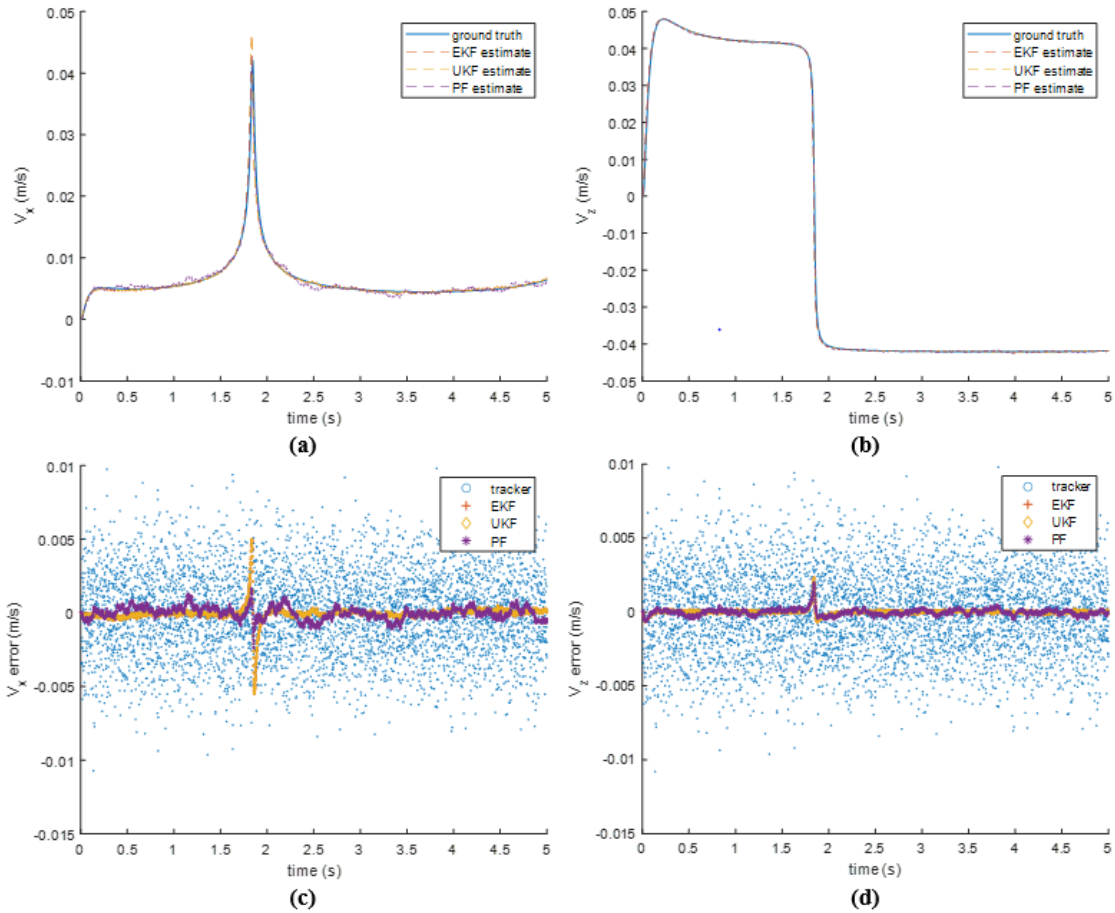 0.05
0.04
0.03
0.02
0.01
0
-0.01
V_x (m/s)
0 0.5 1 1.5 2 2.5 3 3.5 4 4.5 5
time (s)
ground truth
EKF estimate
UKF estimate
PF estimate
(a)
0.05
0.04
0.03
0.02
0.01
0
-0.01
-0.02
-0.03
-0.04
-0.05
V_z (m/s)
0 0.5 1 1.5 2 2.5 3 3.5 4 4.5 5
time (s)
ground truth
EKF estimate
UKF estimate
PF estimate
(b)
0.01
0.005
0
-0.005
-0.01
-0.015
V_x error (m/s)
0 0.5 1 1.5 2 2.5 3 3.5 4 4.5 5
time (s)
tracker
EKF
UKF
PF
(c)
0.01
0.005
0
-0.005
-0.01
-0.015
V_z error (m/s)
0 0.5 1 1.5 2 2.5 3 3.5 4 4.5 5
time (s)
tracker
EKF
UKF
PF
(d)